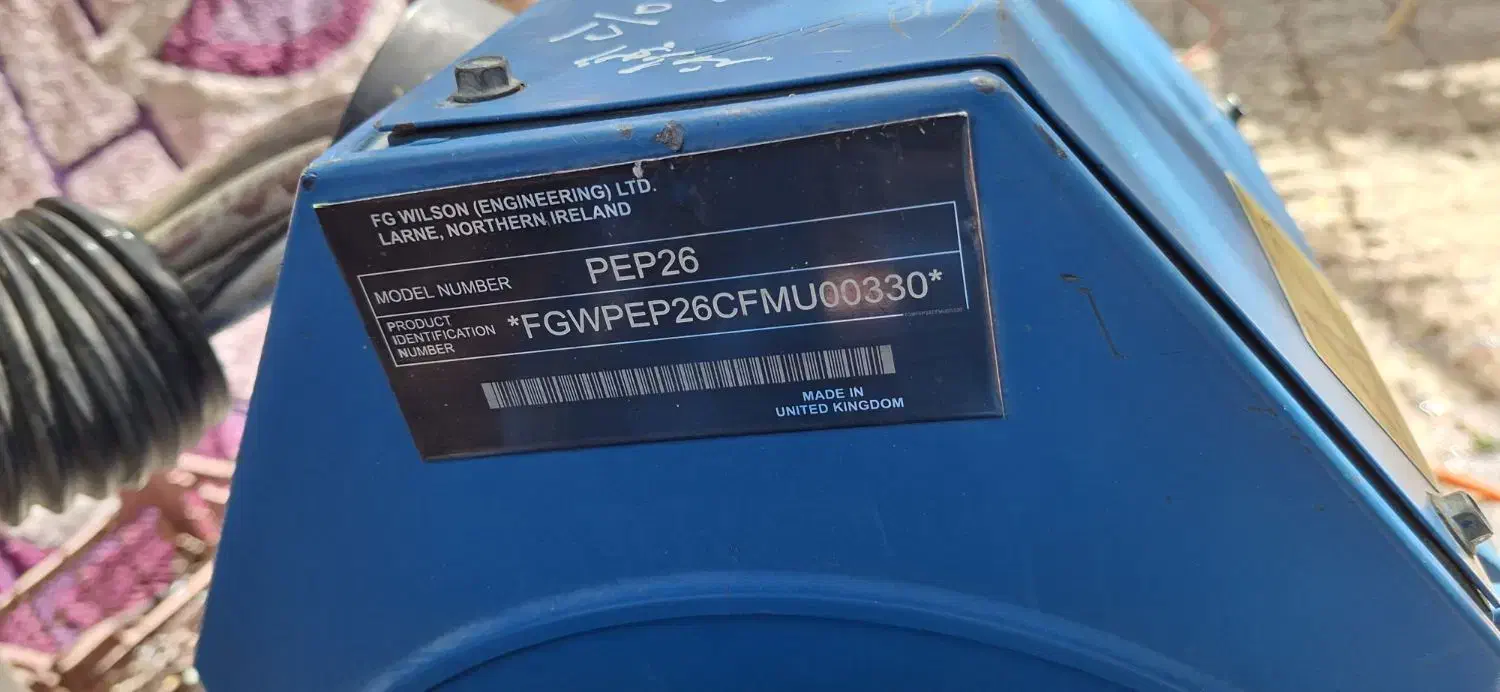 FG WILSON (ENGINEERING) LTD.
LARNE, NORTHERN IRELAND
MODEL NUMBER PEP26
PRODUCT IDENTIFICATION NUMBER *FGWPEP26CFMU00330*
MADE IN
UNITED KINGDOM